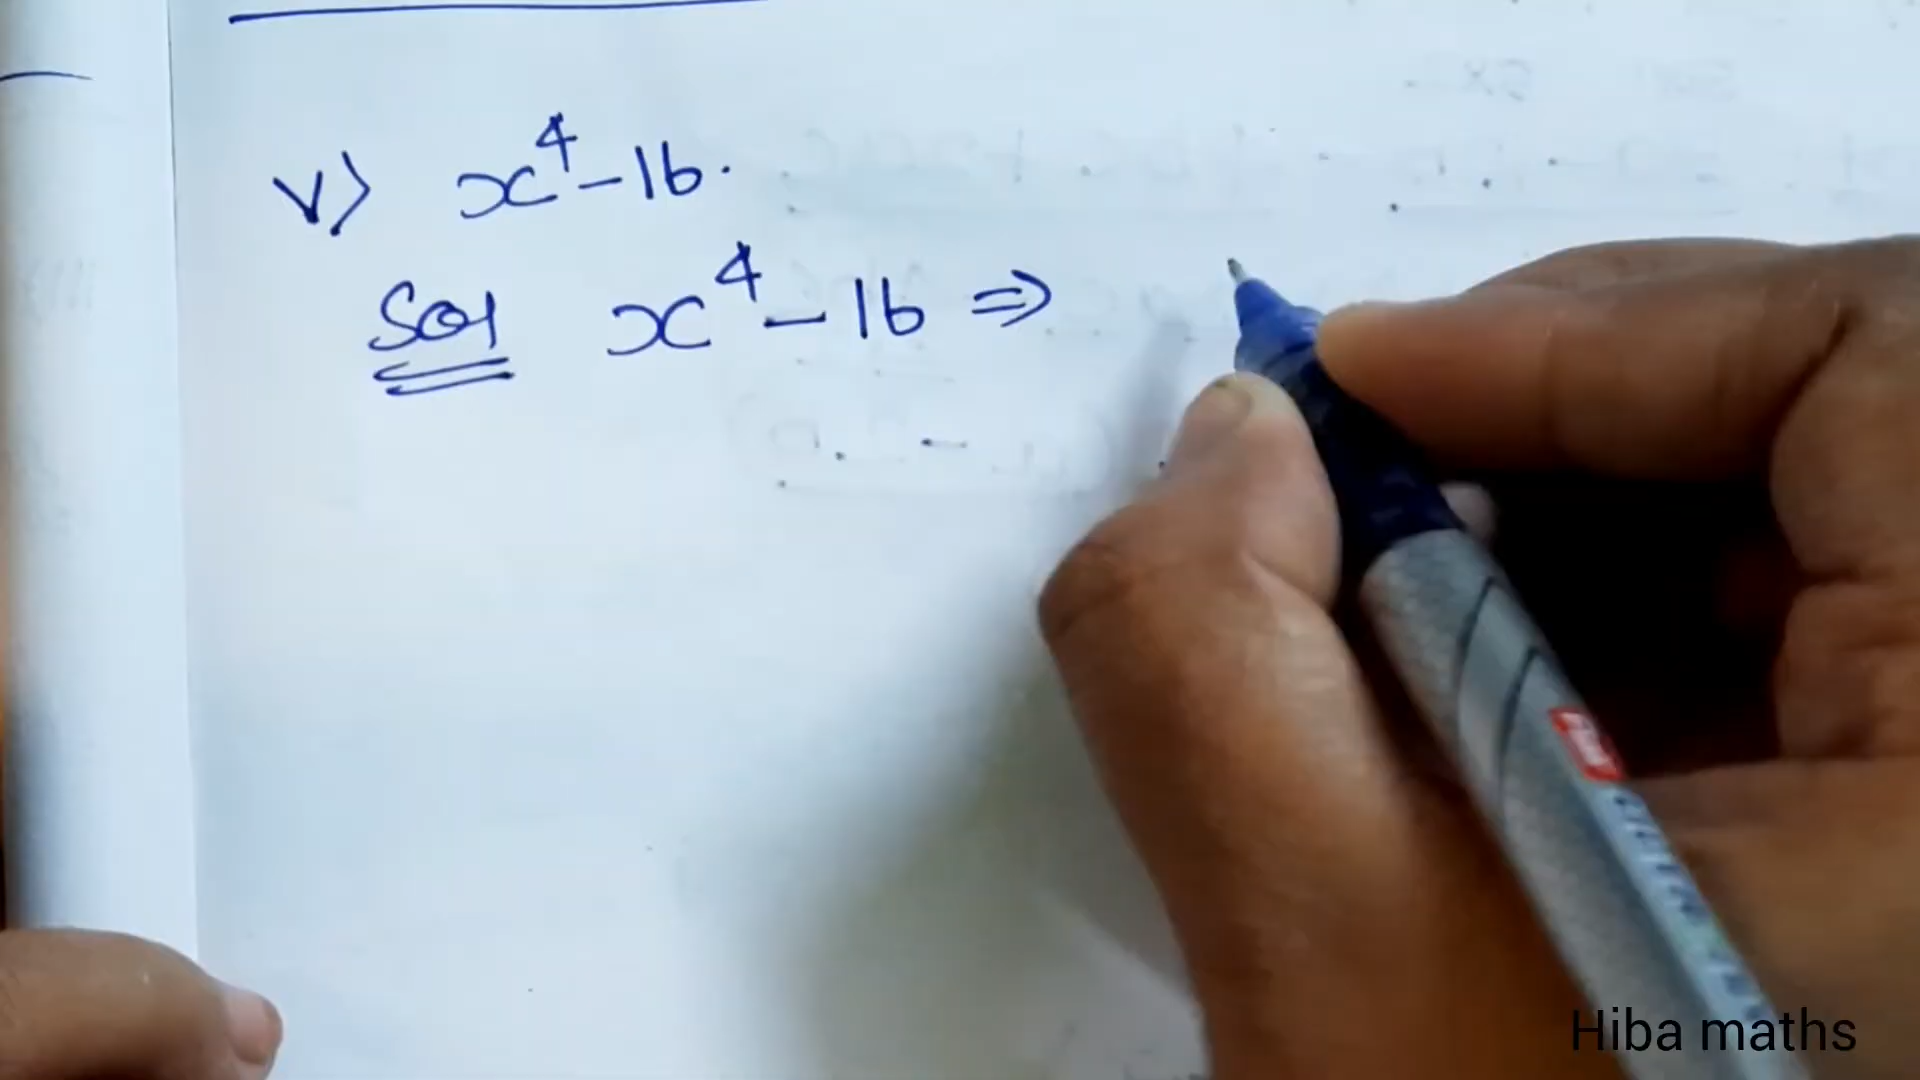 V) x⁴-16.
Sol x⁴-16 ⇒
Hiba maths